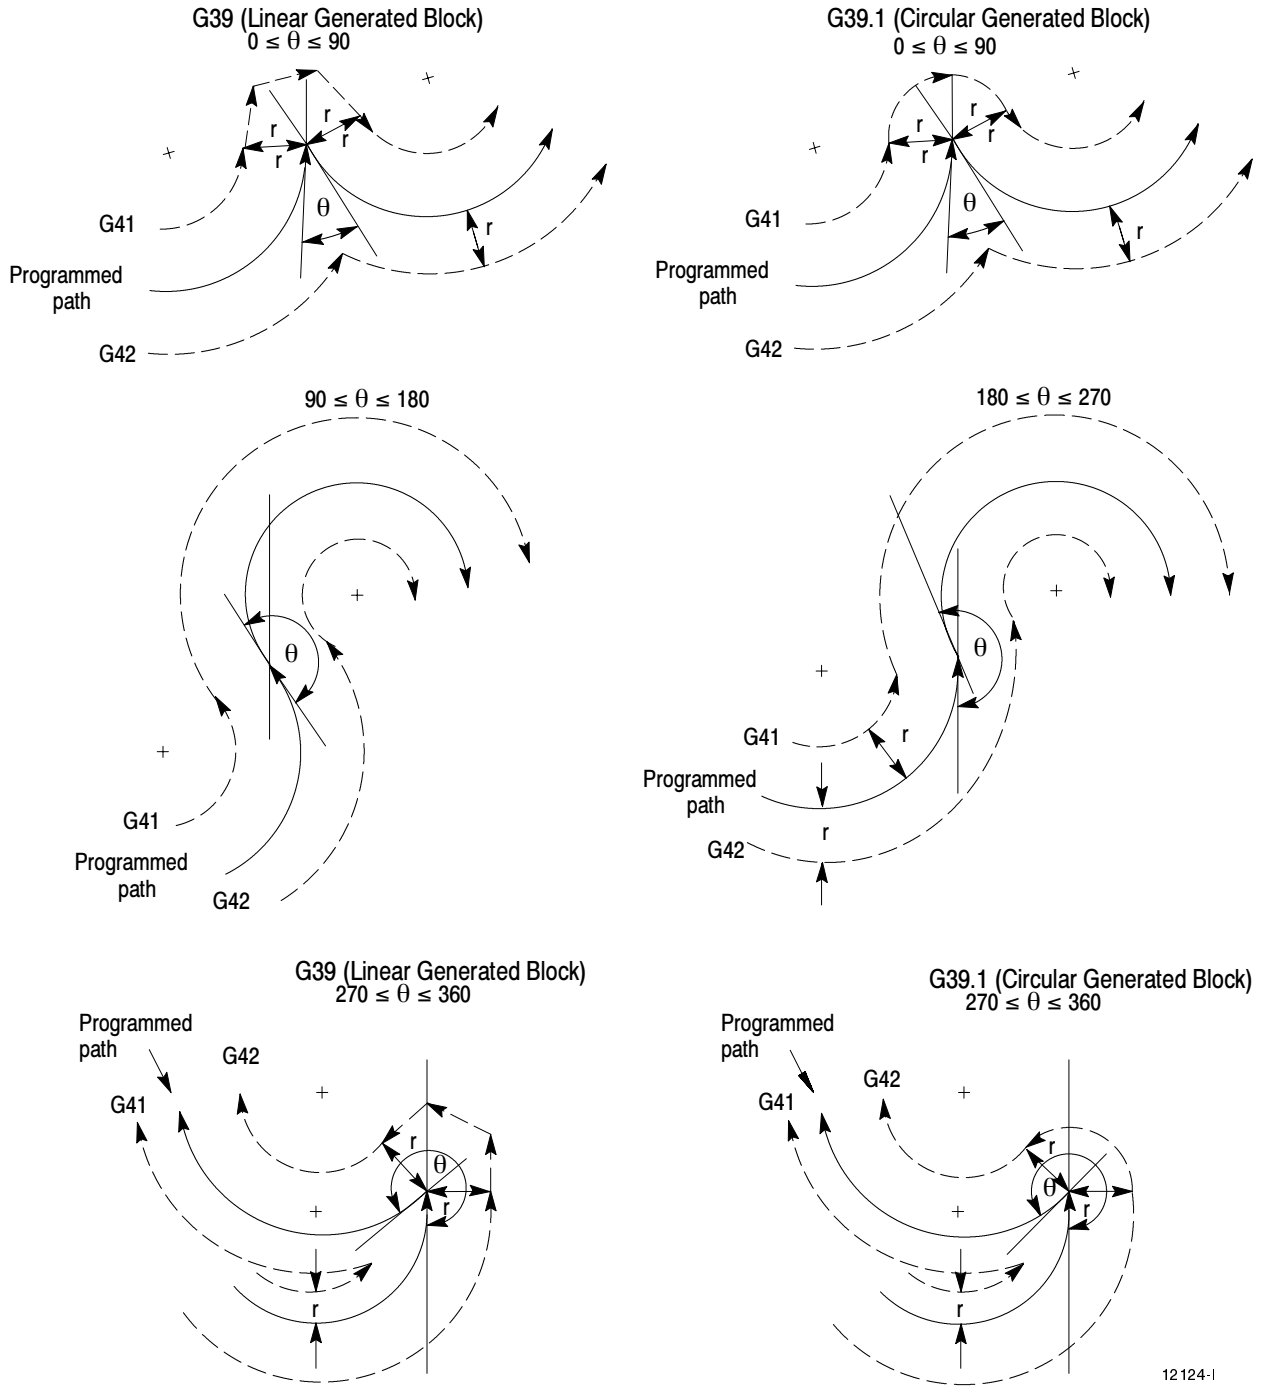 G39 (Linear Generated Block)
0 ≤ θ ≤ 90
r
r
r
r
θ
r
G41
Programmed
path
G42
G39.1 (Circular Generated Block)
0 ≤ θ ≤ 90
r
r
r
r
θ
r
G41
Programmed
path
G42
90 ≤ θ ≤ 180
θ
G41
Programmed
path
G42
180 ≤ θ ≤ 270
θ
G41
r
Programmed
path
r
G42
G39 (Linear Generated Block)
270 ≤ θ ≤ 360
Programmed
path
G42
G41
r
θ
r
r
G39.1 (Circular Generated Block)
270 ≤ θ ≤ 360
Programmed
path
G42
G41
r
θ
r
r
12124-I